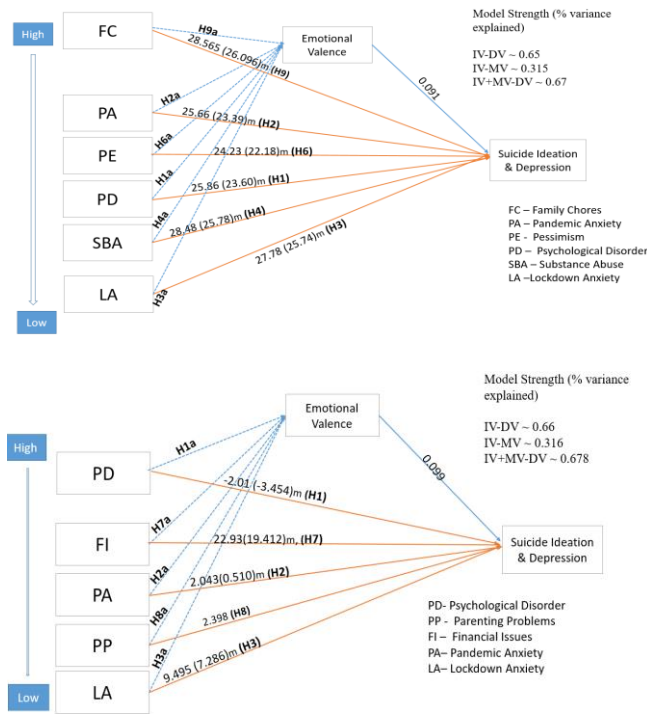 High
FC
H9a
28.565 (26.096)m (H9)
Emotional
Valence
0.091
Model Strength (% variance
explained)
IV-DV ~ 0.65
IV-MV ~ 0.315
IV+MV-DV ~ 0.67
PA
H2a
25.66 (23.39)m (H2)
PE
H6a
24.23 (22.18)m (H6)
Suicide Ideation
& Depression
PD
H1a
25.86 (23.60)m (H1)
SBA
H4a
28.48 (25.78)m (H4)
LA
H3a
27.78 (25.74)m (H3)
Low
FC – Family Chores
PA – Pandemic Anxiety
PE - Pessimism
PD – Psychological Disorder
SBA – Substance Abuse
LA –Lockdown Anxiety
High
PD
H1a
-2.01 (-3.454)m (H1)
Emotional
Valence
0.099
Model Strength (% variance
explained)
IV-DV ~ 0.66
IV-MV ~ 0.316
IV+MV-DV ~ 0.678
FI
H7a
22.93(19.412)m, (H7)
Suicide Ideation
& Depression
PA
H2a
2.043(0.510)m (H2)
PP
H8a
2.398 (H8)
LA
H3a
9.495 (7.286)m (H3)
Low
PD- Psychological Disorder
PP - Parenting Problems
FI – Financial Issues
PA– Pandemic Anxiety
LA– Lockdown Anxiety